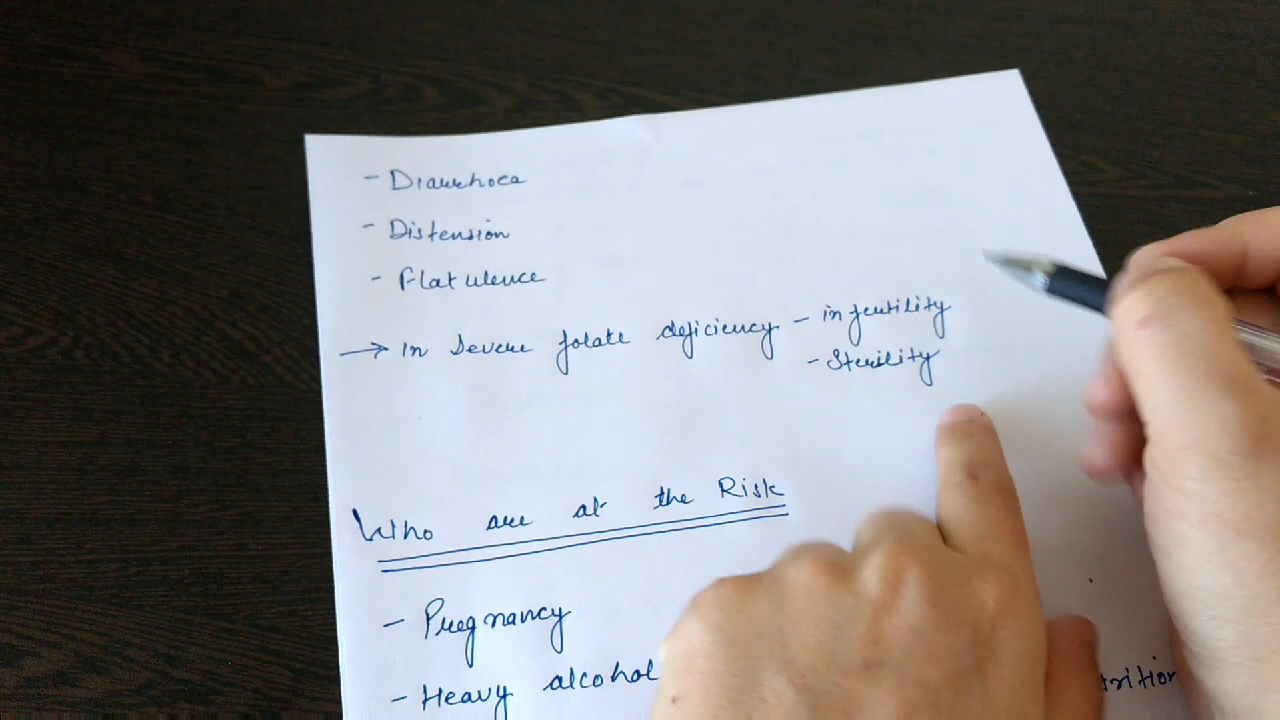 - Diarrhoea
- Distension
- Flatulence
→ In Severe folate deficiency - infertility
- Sterility
Who are at the Risk
- Pregnancy
- Heavy alcohol